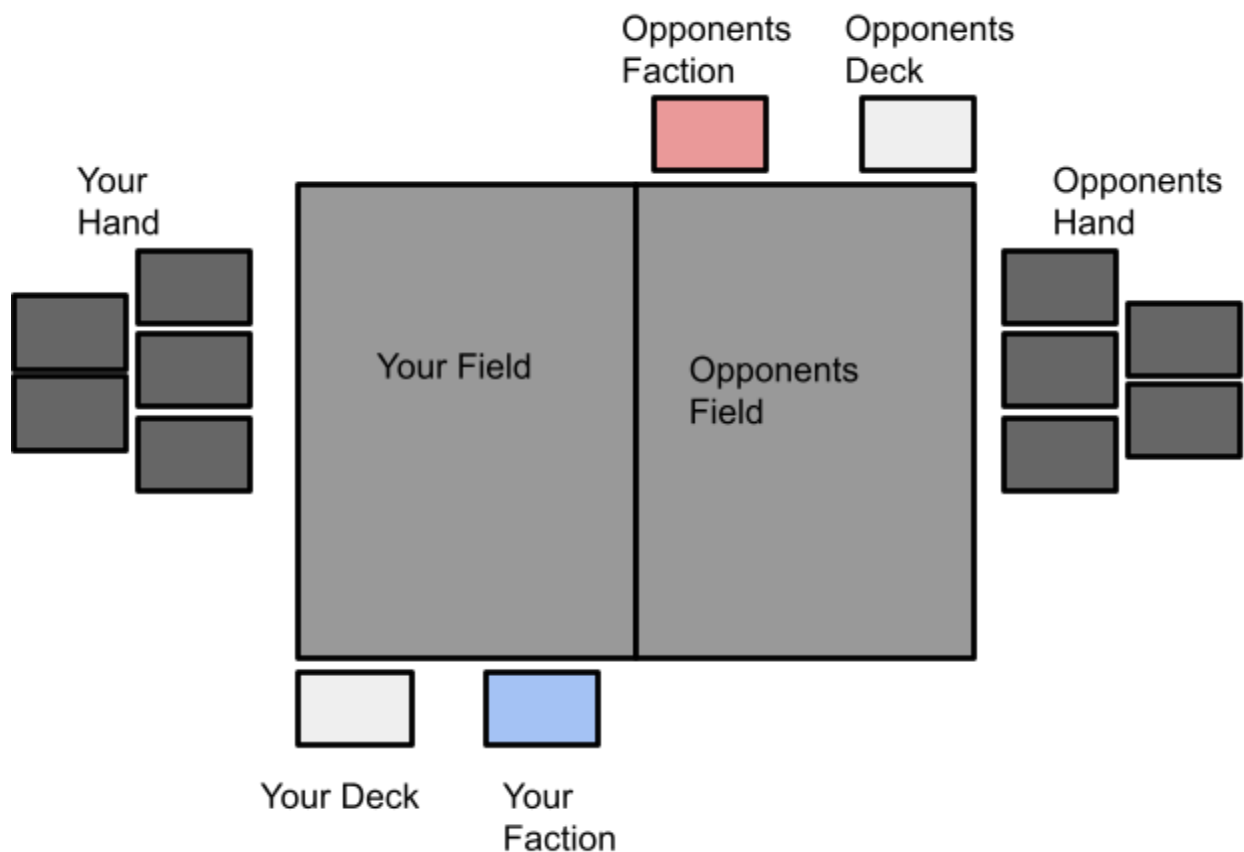 Opponents
Faction
Opponents
Deck
Your
Hand
Opponents
Hand
Your Field
Opponents
Field
Your Deck
Your
Faction